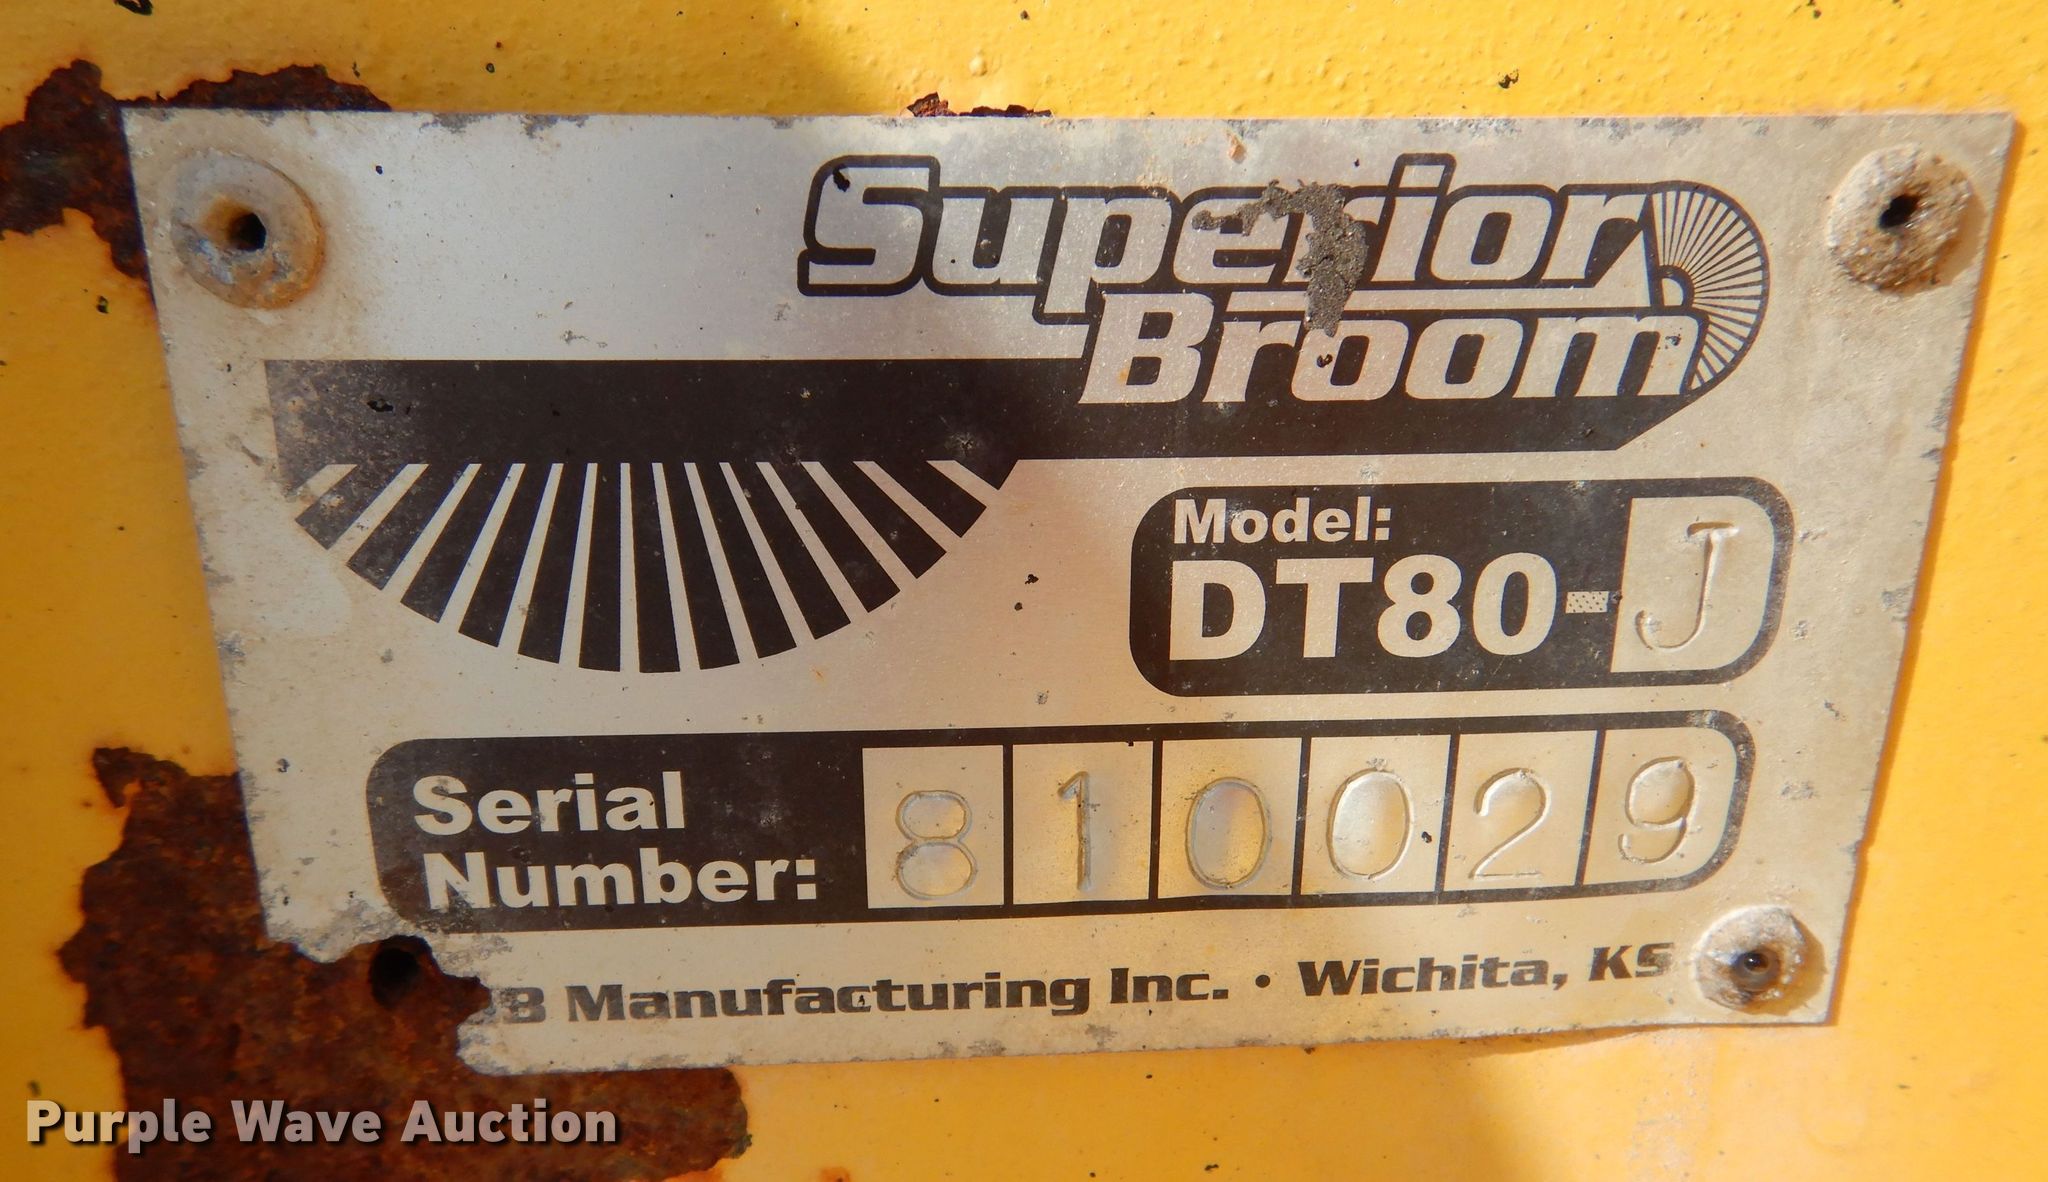 Superior
Broom
Model:
DT80-J
Serial
Number: 810029
B Manufacturing Inc. • Wichita, KS
Purple Wave Auction